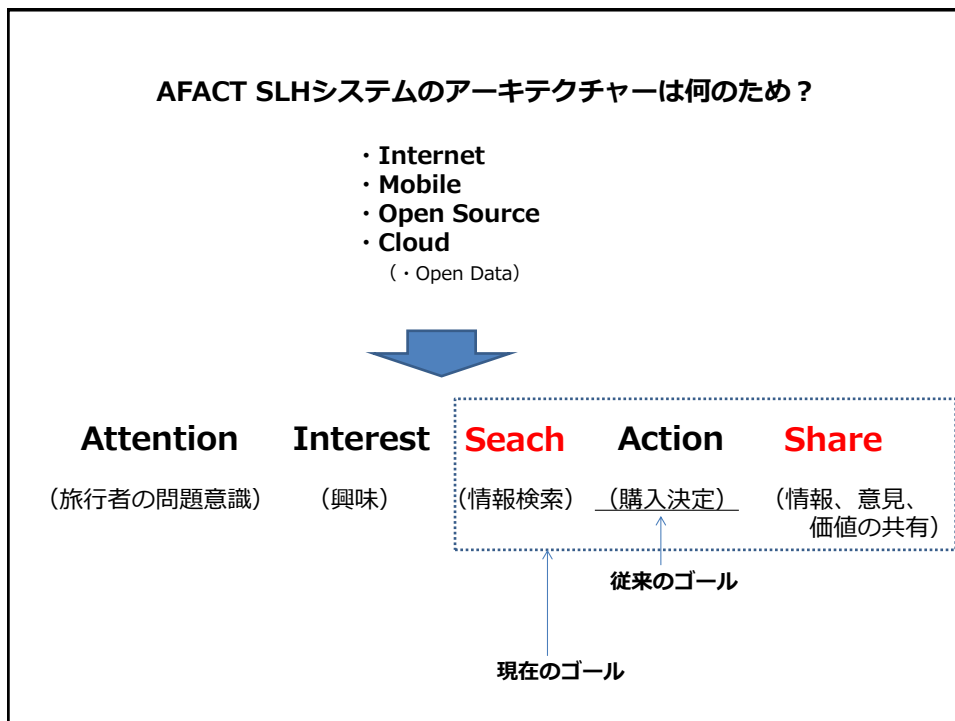 AFACT SLHシステムのアーキテクチャーは何のため？
・Internet
・Mobile
・Open Source
・Cloud
（・Open Data）
Attention Interest Seach Action Share
（旅行者の問題意識） （興味） （情報検索） （購入決定） （情報、意見、
価値の共有）
従来のゴール
現在のゴール